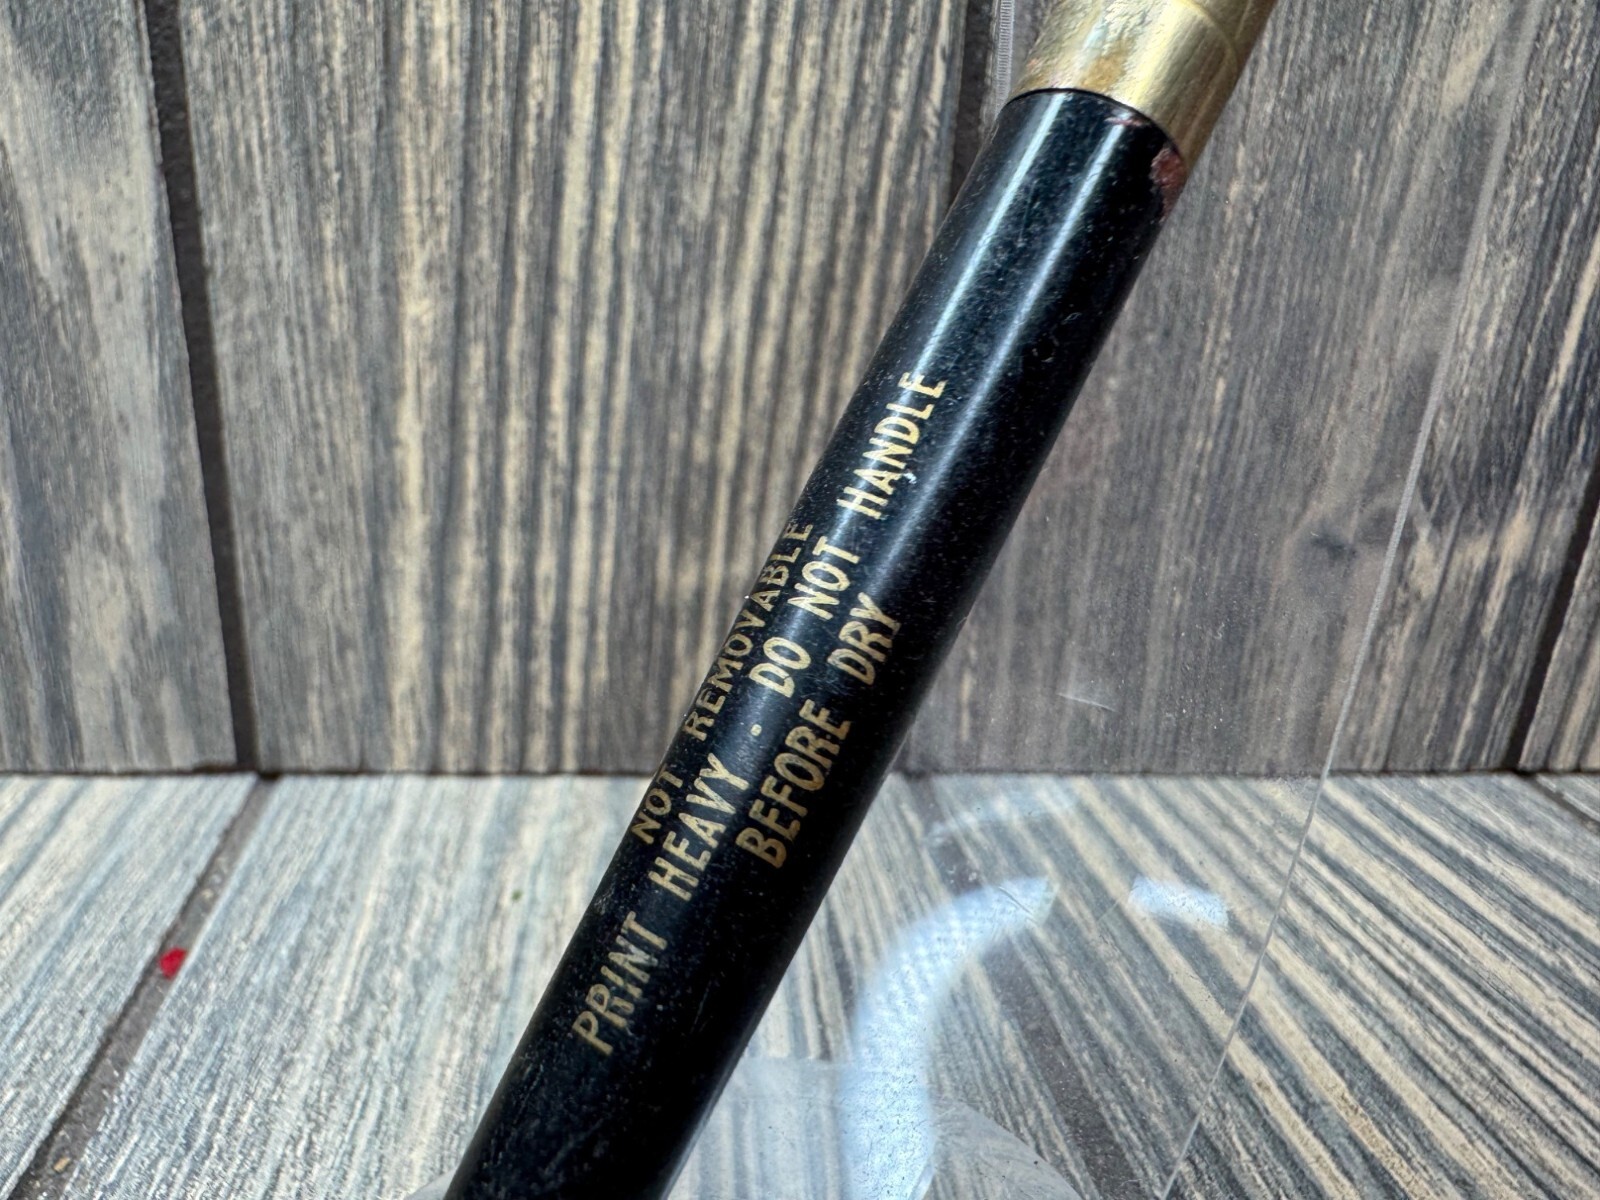 NOT REMOVABLE
PRINT HEAVY - DO NOT HANDLE
BEFORE DRY